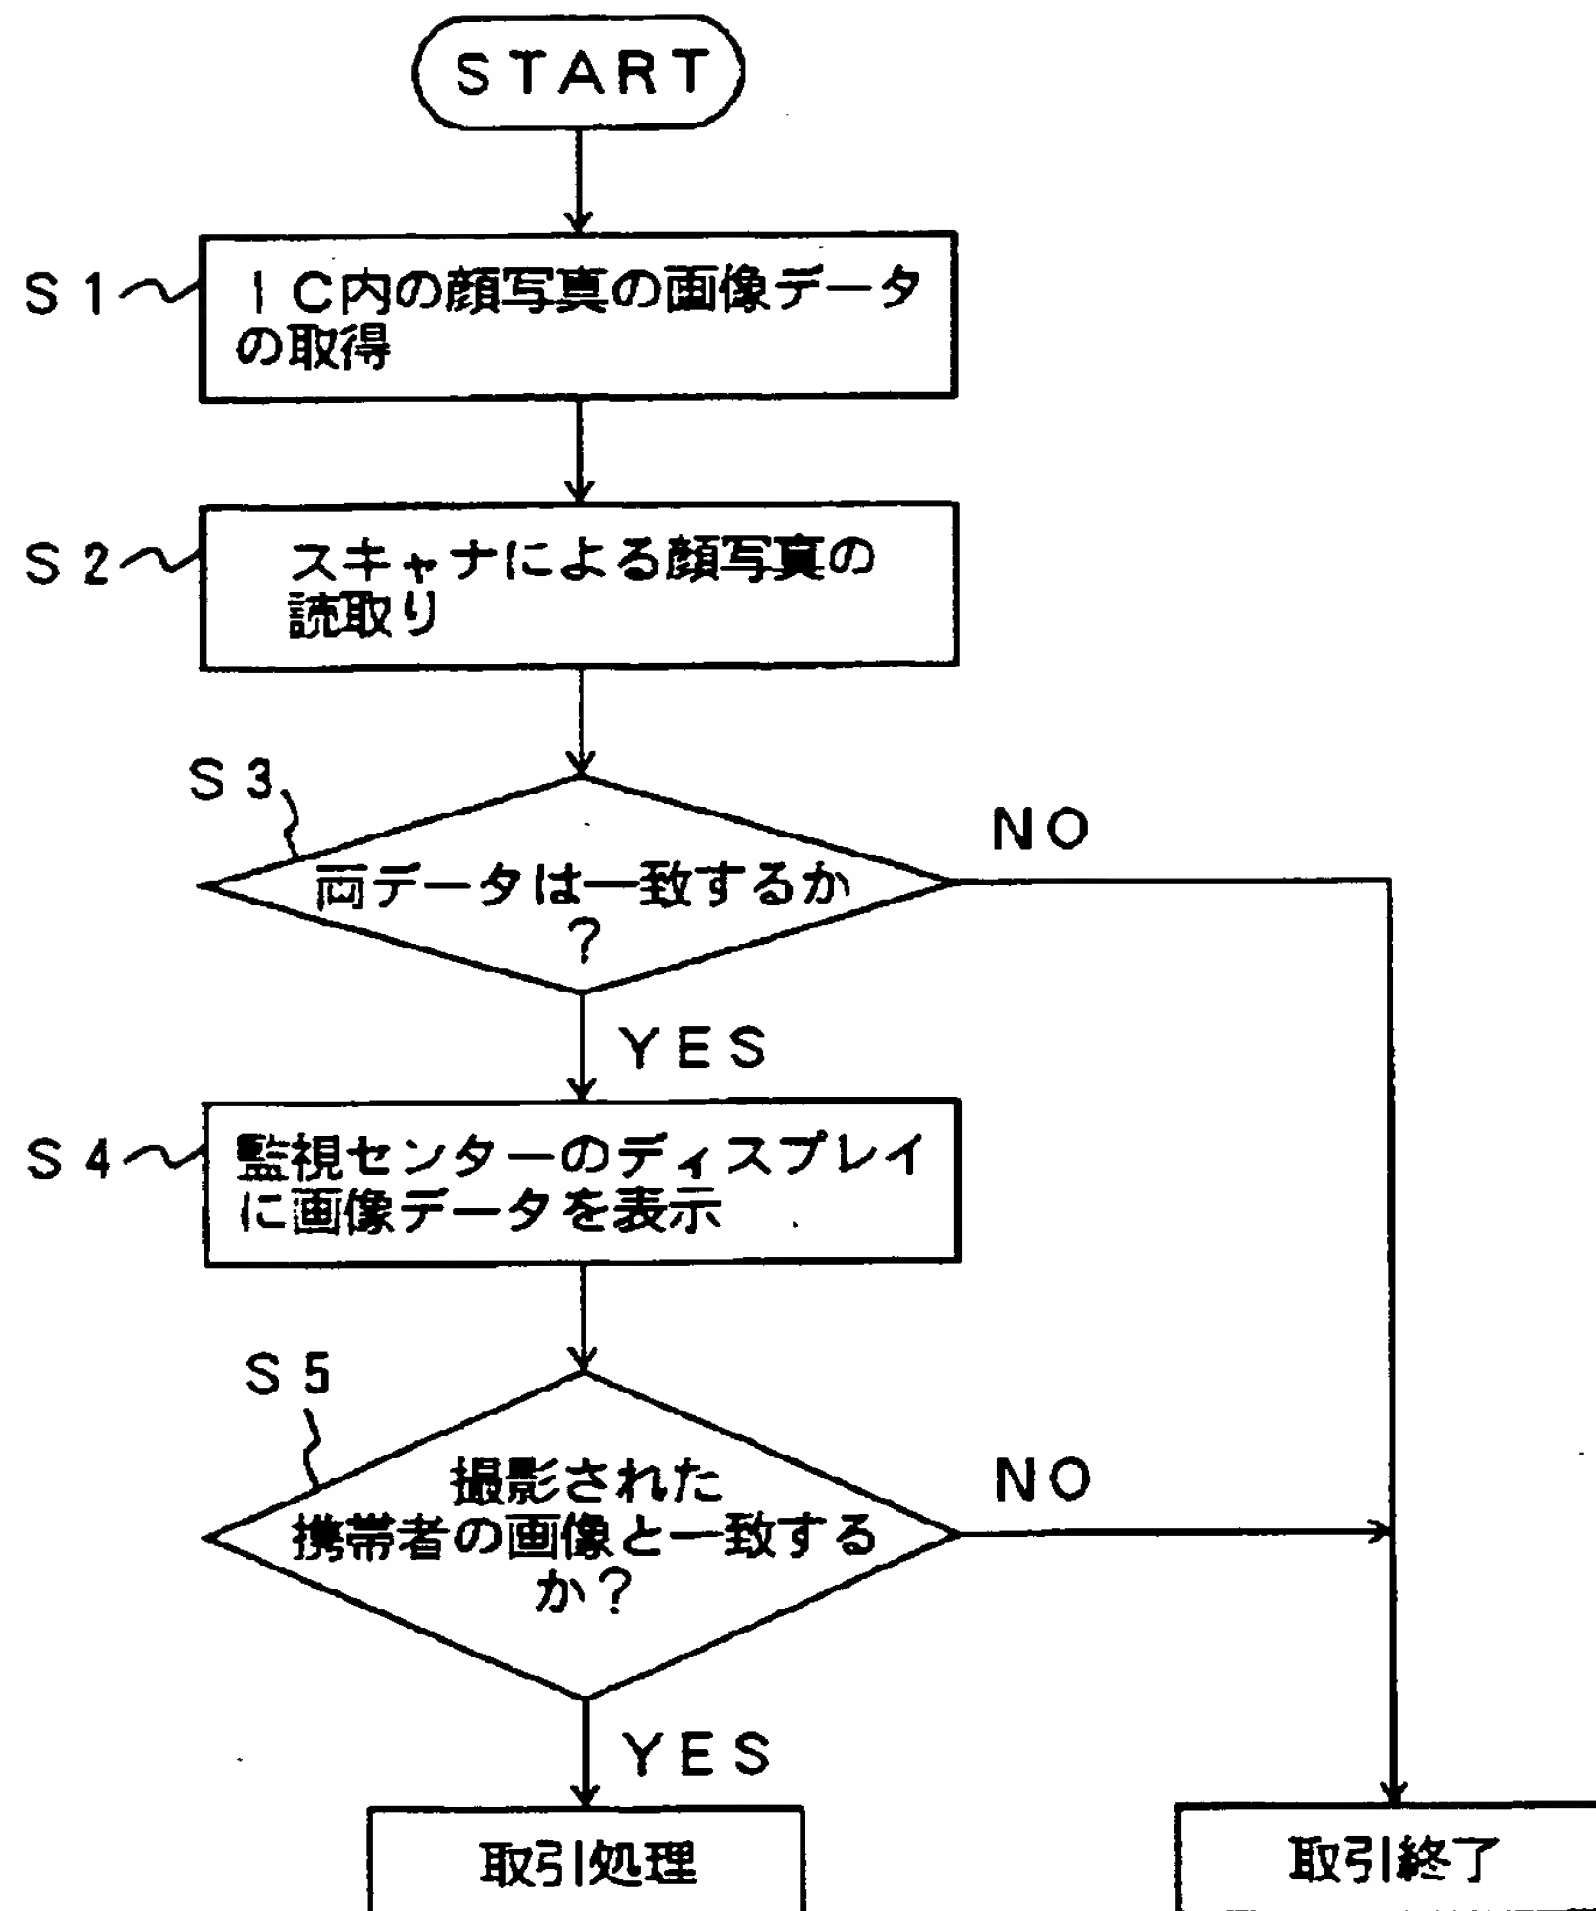 START
S1
IC内の顔写真の画像データ
の取得
S2
スキャナによる顔写真の
読取り
S3
両データは一致するか
?
NO
YES
S4
監視センターのディスプレイ
に画像データを表示
S5
撮影された
携帯者の画像と一致する
か?
NO
YES
取引処理
取引終了